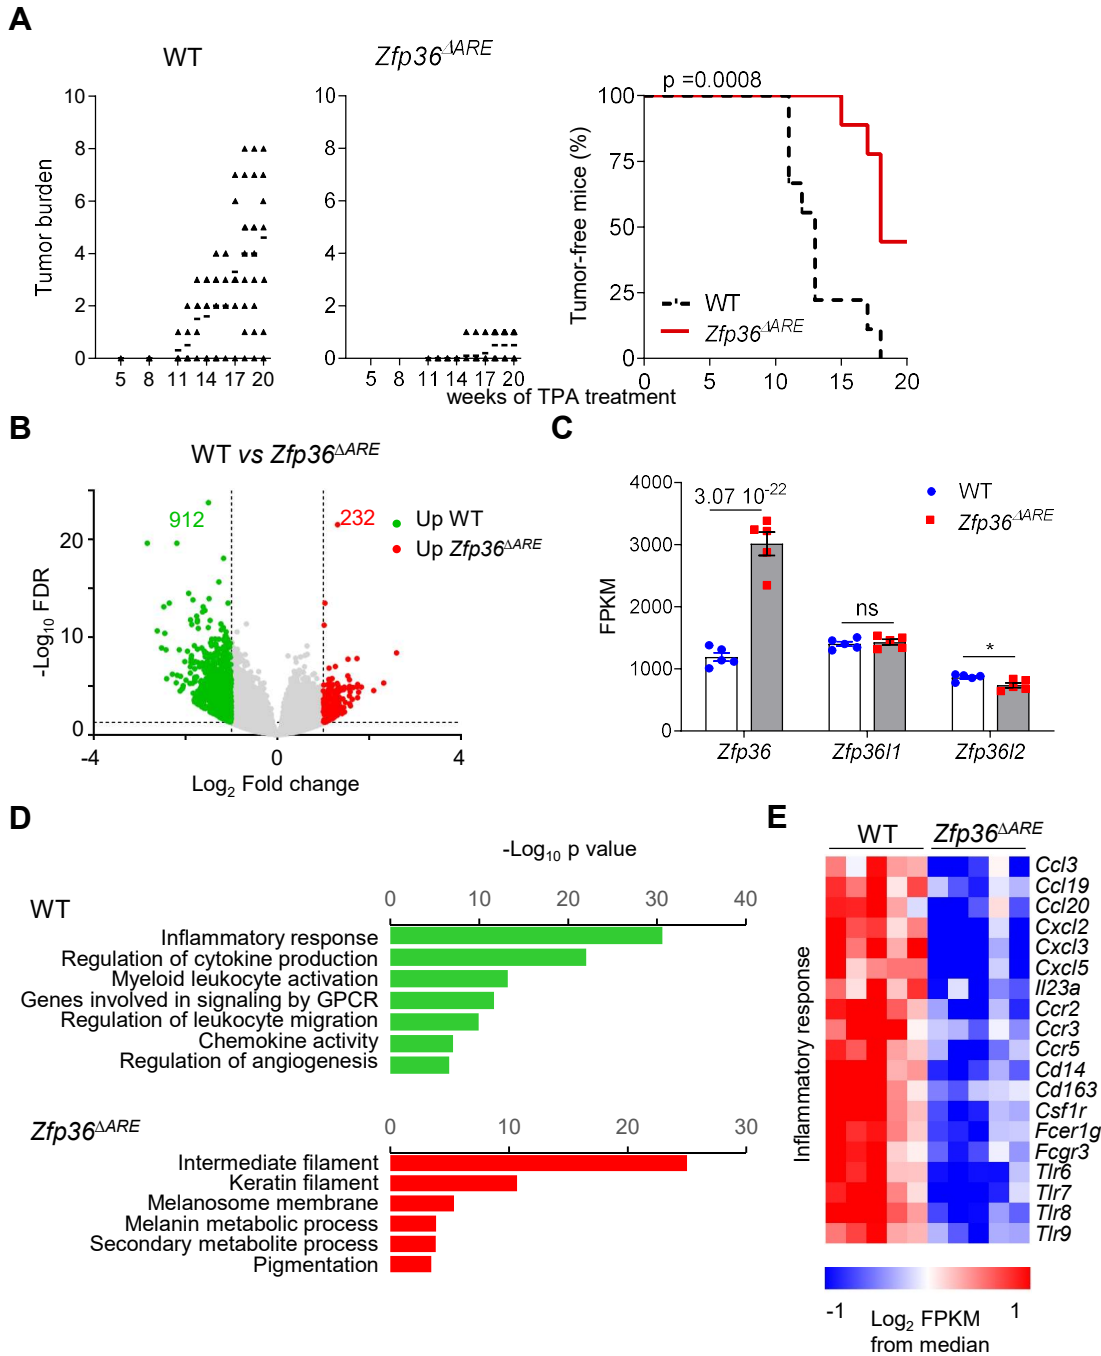 A
WT
Zfp36ΔARE
10
8
6
4
2
0
Tumor burden
5 8 11 14 17 20
10
8
6
4
2
0
5 8 11 14 17 20
weeks of TPA treatment
p =0.0008
100
75
50
25
0
Tumor-free mice (%)
WT
Zfp36ΔARE
0 5 10 15 20
B
WT vs Zfp36ΔARE
912
232
Up WT
Up Zfp36ΔARE
20
10
0
-Log10 FDR
-4 0 4
Log2 Fold change
C
4000
3000
2000
1000
0
FPKM
3.07 10-22
ns
*
WT
Zfp36ΔARE
Zfp36 Zfp36l1 Zfp36l2
D
-Log10 p value
WT
0 10 20 30 40
Inflammatory response
Regulation of cytokine production
Myeloid leukocyte activation
Genes involved in signaling by GPCR
Regulation of leukocyte migration
Chemokine activity
Regulation of angiogenesis
Zfp36ΔARE
0 10 20 30
Intermediate filament
Keratin filament
Melanosome membrane
Melanin metabolic process
Secondary metabolite process
Pigmentation
E
WT Zfp36ΔARE
Inflammatory response
Ccl3
Ccl19
Ccl20
Cxcl2
Cxcl3
Cxcl5
Il23a
Ccr2
Ccr3
Ccr5
Cd14
Cd163
Csf1r
Fcer1g
Fcgr3
Tlr6
Tlr7
Tlr8
Tlr9
-1 1
Log2 FPKM
from median